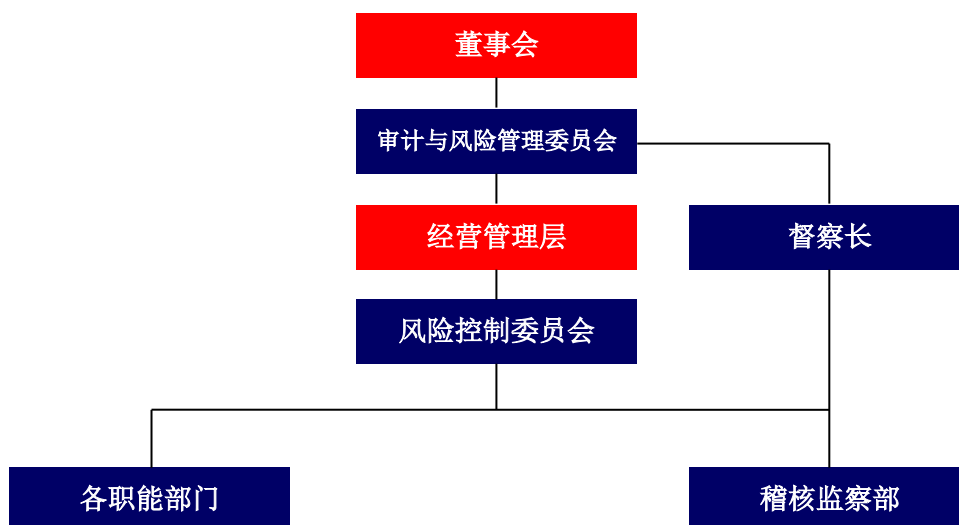 董事会
审计与风险管理委员会
经营管理层
督察长
风险控制委员会
各职能部门
稽核监察部